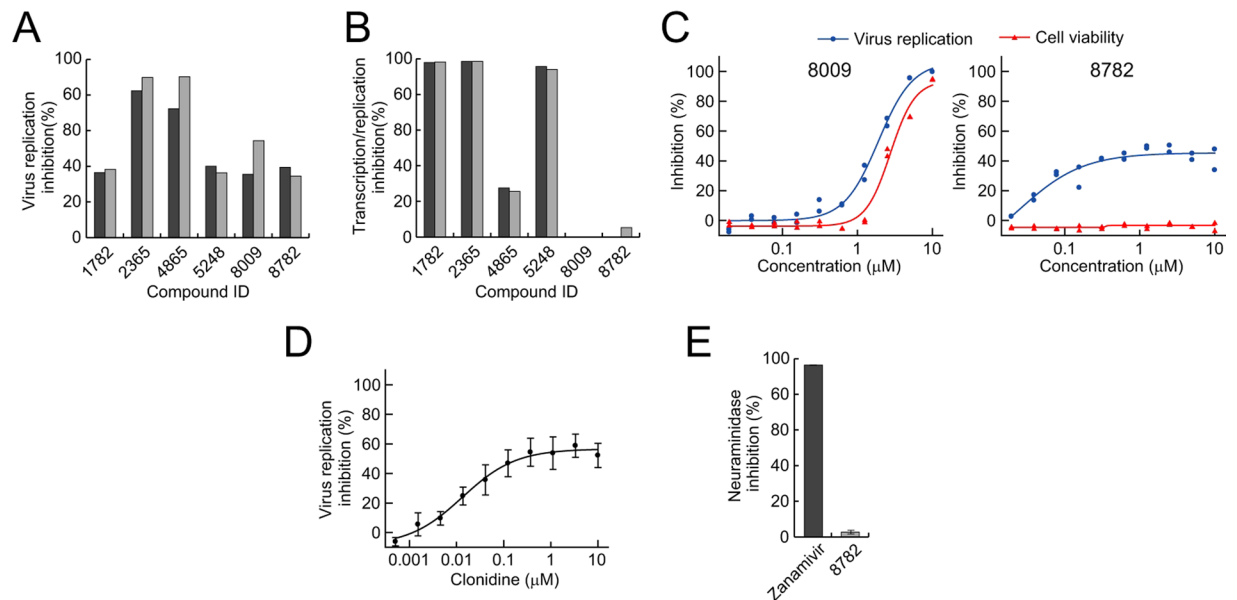 A
Virus replication
inhibition(%)
100
60
80
40
20
0
1782
2365
4865
5248
8009
8782
Compound ID
B
Transcription/replication
inhibition(%)
100
60
80
40
20
0
1782
2365
4865
5248
8009
8782
Compound ID
C
Virus replication
Cell viability
8009
Inhibition (%)
100
80
60
40
20
0
0.1
1
10
Concentration (μM)
8782
Inhibition (%)
100
80
60
40
20
0
0.1
1
10
Concentration (μM)
D
Virus replication
inhibition (%)
100
80
60
40
20
0
0.001
0.01
0.1
1
10
Clonidine (μM)
E
Neuraminidase
inhibition (%)
100
60
80
40
20
0
Zanamivir
8782